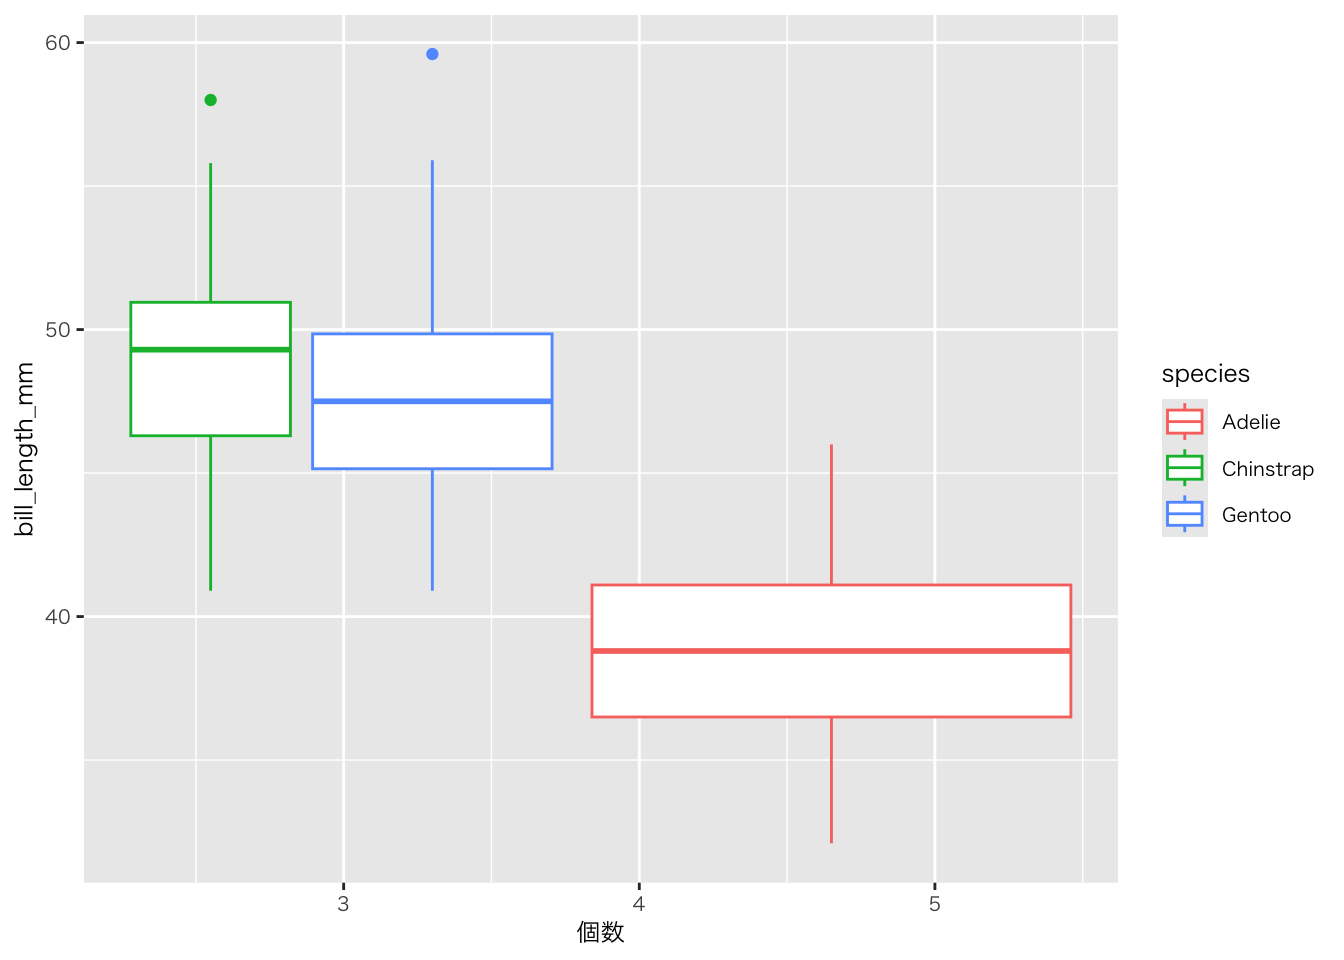 60
50
40
bill_length_mm
3 4 5
個数
species
Adelie
Chinstrap
Gentoo